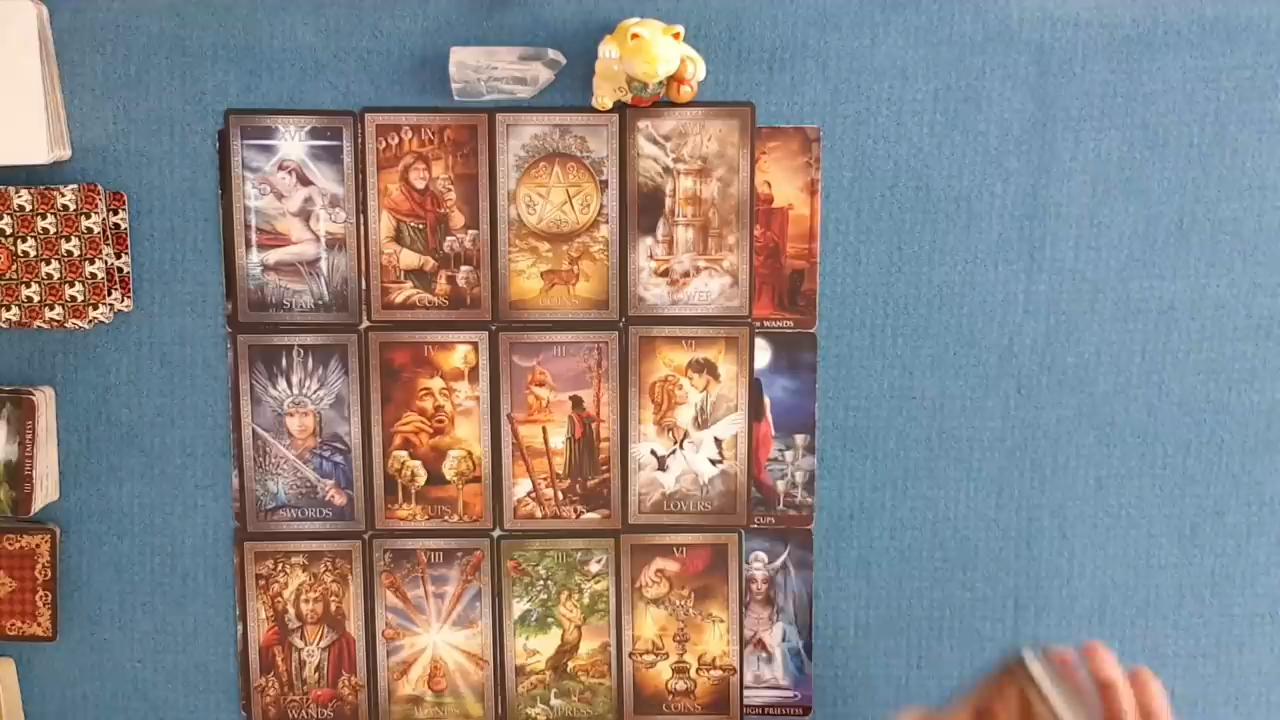 XVI
STAR
IX
CUPS
COINS
TOWER
WANDS
Q
SWORDS
IV
CUPS
III
WANDS
VI
LOVERS
CUPS
III - THE EMPRESS
K
WANDS
VIII
WANDS
III
EMPRESS
VI
COINS
HIGH PRIESTESS